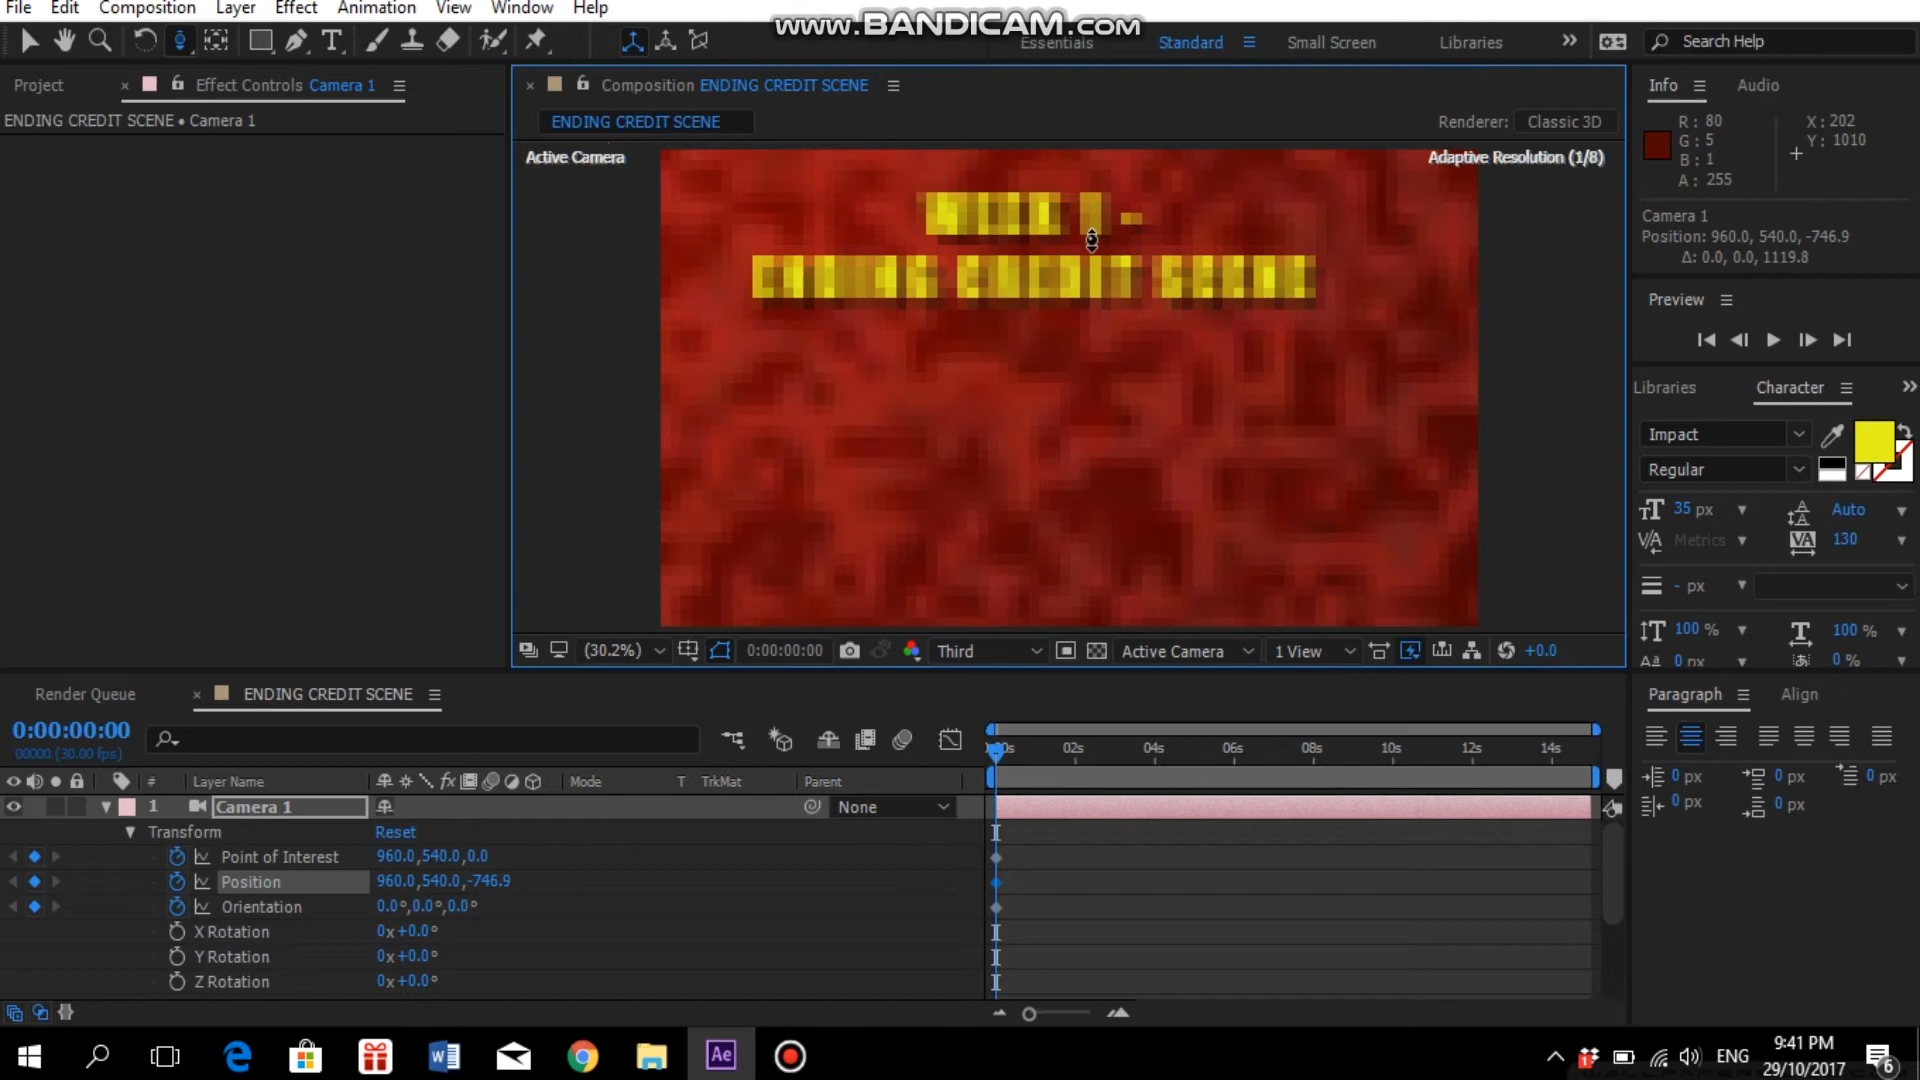 File Edit Composition Layer Effect Animation View Window Help
www.BANDICAM.com
Essentials Standard Small Screen Libraries Search Help
Project Effect Controls Camera 1
ENDING CREDIT SCENE • Camera 1
Composition ENDING CREDIT SCENE
ENDING CREDIT SCENE
Renderer: Classic 3D
Active Camera
Adaptive Resolution (1/8)
(30.2%) 0:00:00:00 Third Active Camera 1 View +0.0
Info Audio
R: 80 X: 202
G: 5 Y: 1010
B: 1
A: 255
Camera 1
Position: 960.0, 540.0, -746.9
Δ: 0.0, 0.0, 1119.8
Preview
Libraries Character
Impact
Regular
35 px Auto
Metrics 130
- px
100 % 100 %
0 px 0 %
Paragraph Align
0 px 0 px 0 px
0 px 0 px
Render Queue ENDING CREDIT SCENE
0:00:00:00
00000 (30.00 fps)
02s 04s 06s 08s 10s 12s 14s
# Layer Name Mode T TrkMat Parent
1 Camera 1 None
Transform Reset
Point of Interest 960.0,540.0,0.0
Position 960.0,540.0,-746.9
Orientation 0.0°,0.0°,0.0°
X Rotation 0x+0.0°
Y Rotation 0x+0.0°
Z Rotation 0x+0.0°
Ae
ENG
9:41 PM
29/10/2017
6